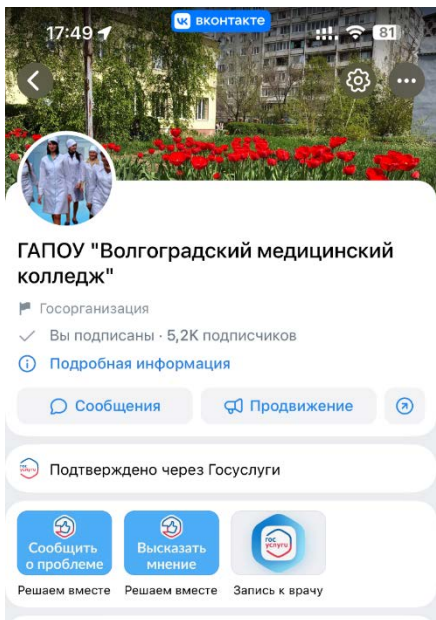 вконтакте
17:49
81
ГАПОУ "Волгоградский медицинский
колледж"
Госорганизация
Вы подписаны · 5,2K подписчиков
Подробная информация
Сообщения
Продвижение
Подтверждено через Госуслуги
Сообщить
о проблеме
Высказать
мнение
гос
услуги
Решаем вместе
Решаем вместе
Запись к врачу